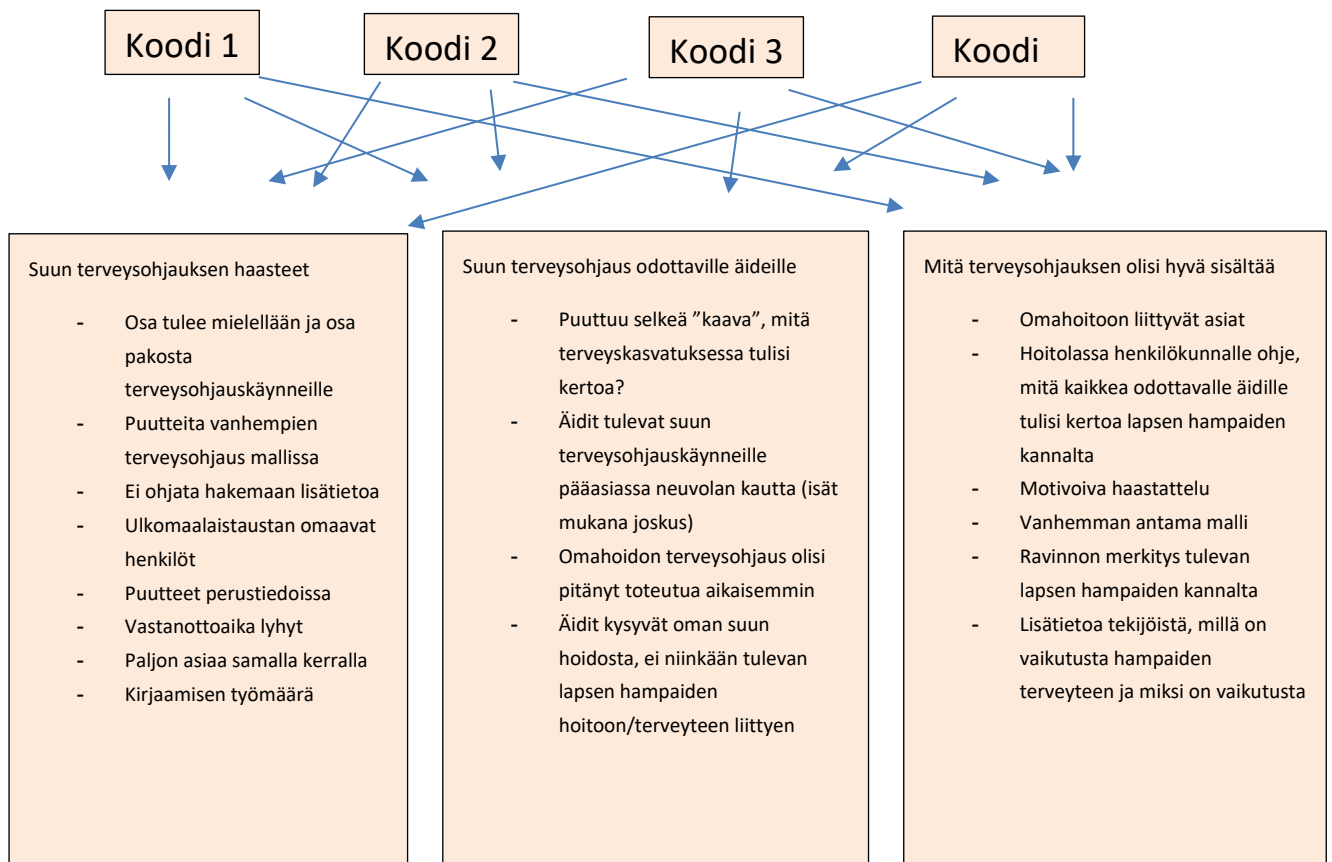 Koodi 1
Koodi 2
Koodi 3
Koodi
Suun terveysohjauksen haasteet
- Osa tulee mielellään ja osa
pakosta
terveysohjauskäynneille
- Puutteita vanhempien
terveysohjaus mallissa
- Ei ohjata hakemaan lisätietoa
- Ulkomaalaistaustan omaavat
henkilöt
- Puutteet perustiedoissa
- Vastanottoaika lyhyt
- Paljon asiaa samalla kerralla
- Kirjaamisen työmäärä
Suun terveysohjaus odottaville äideille
- Puuttuu selkeä ”kaava”, mitä
terveyskasvatuksessa tulisi
kertoa?
- Äidit tulevat suun
terveysohjauskäynneille
pääasiassa neuvolan kautta (isät
mukana joskus)
- Omahoidon terveysohjaus olisi
pitänyt toteutua aikaisemmin
- Äidit kysyvät oman suun
hoidosta, ei niinkään tulevan
lapsen hampaiden
hoitoon/terveyteen liittyen
Mitä terveysohjauksen olisi hyvä sisältää
- Omahoitoon liittyvät asiat
- Hoitolassa henkilökunnalle ohje,
mitä kaikkea odottavalle äidille
tulisi kertoa lapsen hampaiden
kannalta
- Motivoiva haastattelu
- Vanhemman antama malli
- Ravinnon merkitys tulevan
lapsen hampaiden kannalta
- Lisätietoa tekijöistä, millä on
vaikutusta hampaiden
terveyteen ja miksi on vaikutusta